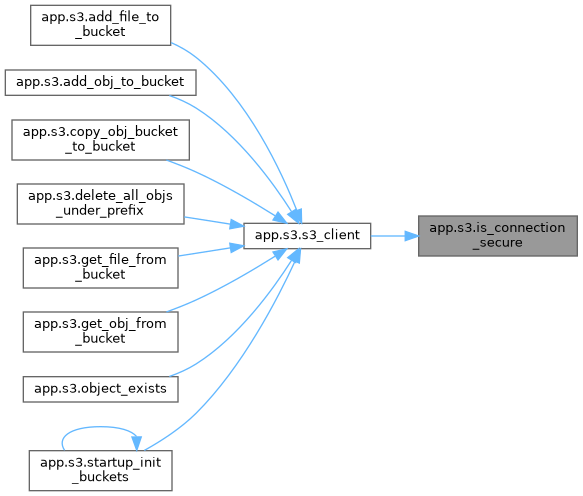 app.s3.add_file_to
_bucket
app.s3.add_obj_to_bucket
app.s3.copy_obj_bucket
_to_bucket
app.s3.delete_all_objs
_under_prefix
app.s3.get_file_from
_bucket
app.s3.get_obj_from
_bucket
app.s3.object_exists
app.s3.startup_init
_buckets
app.s3.s3_client
app.s3.is_connection
_secure